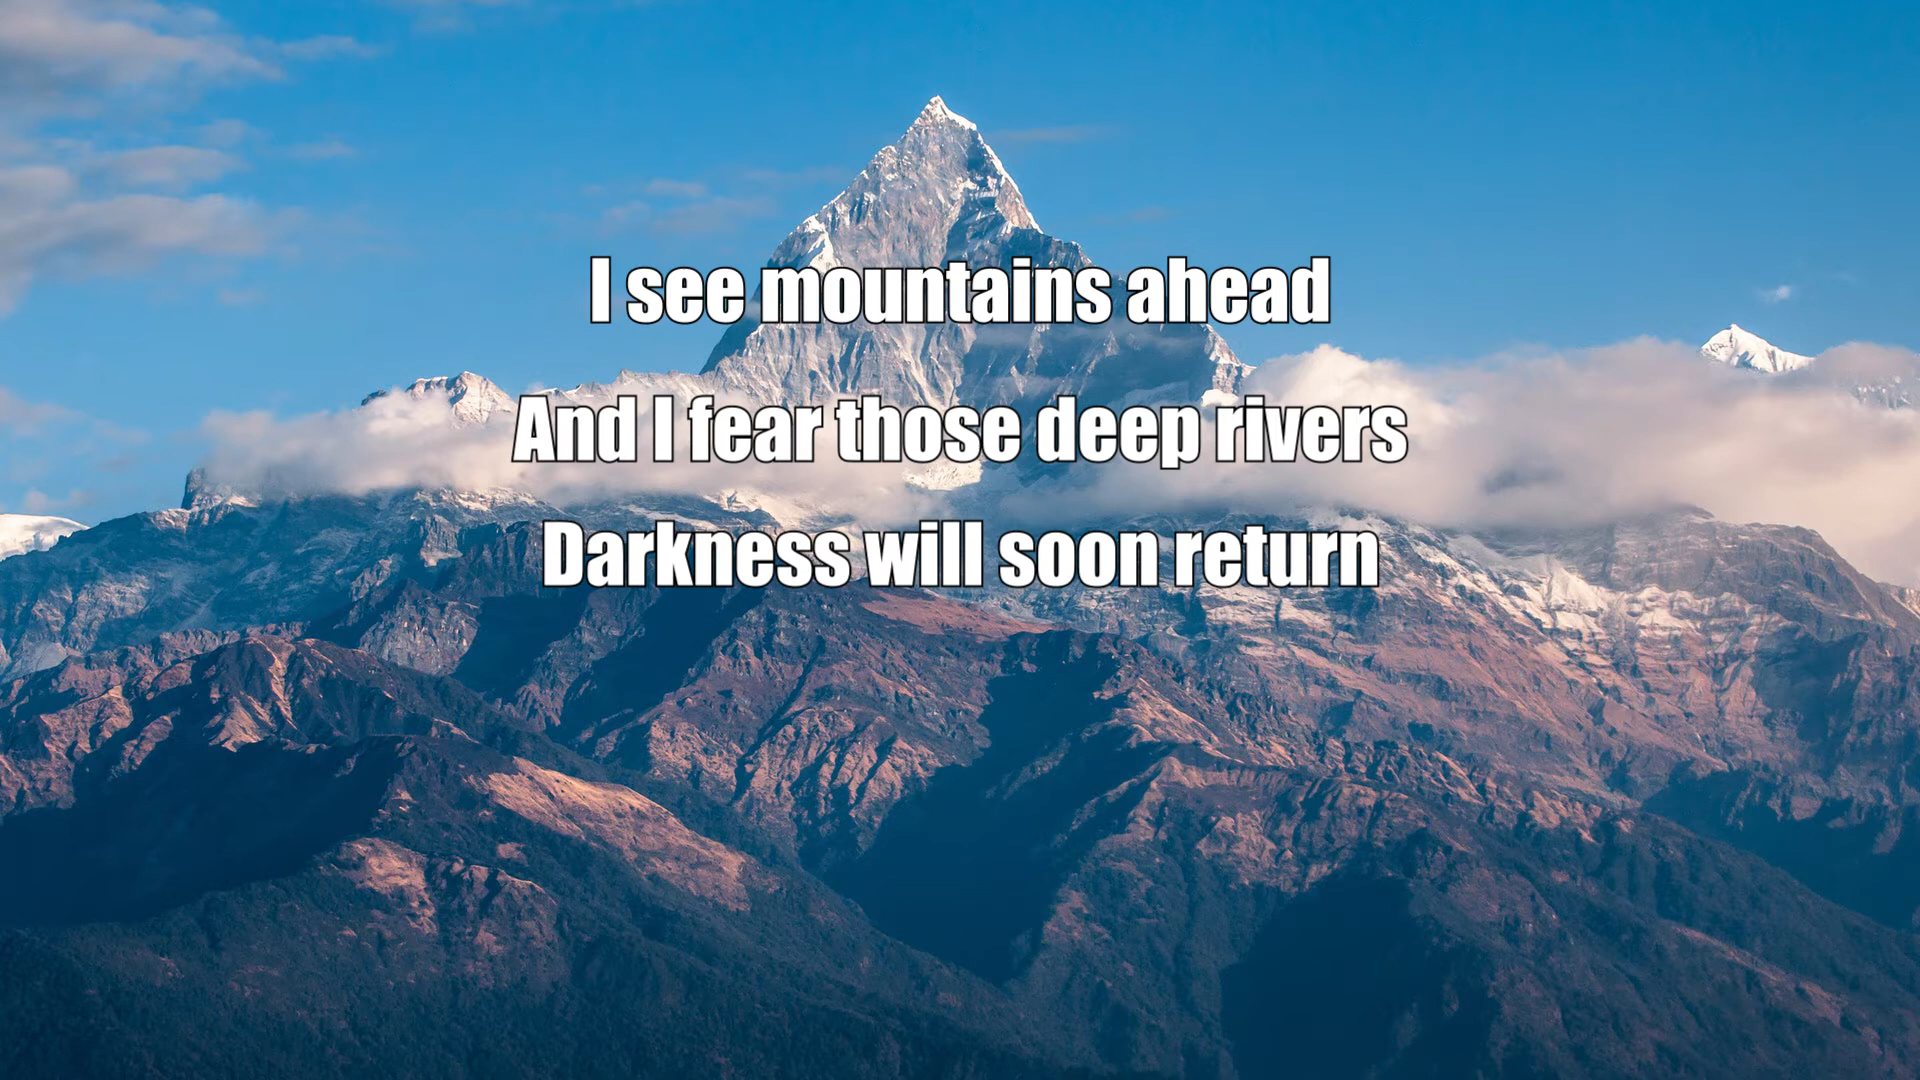 I see mountains ahead
And I fear those deep rivers
Darkness will soon return